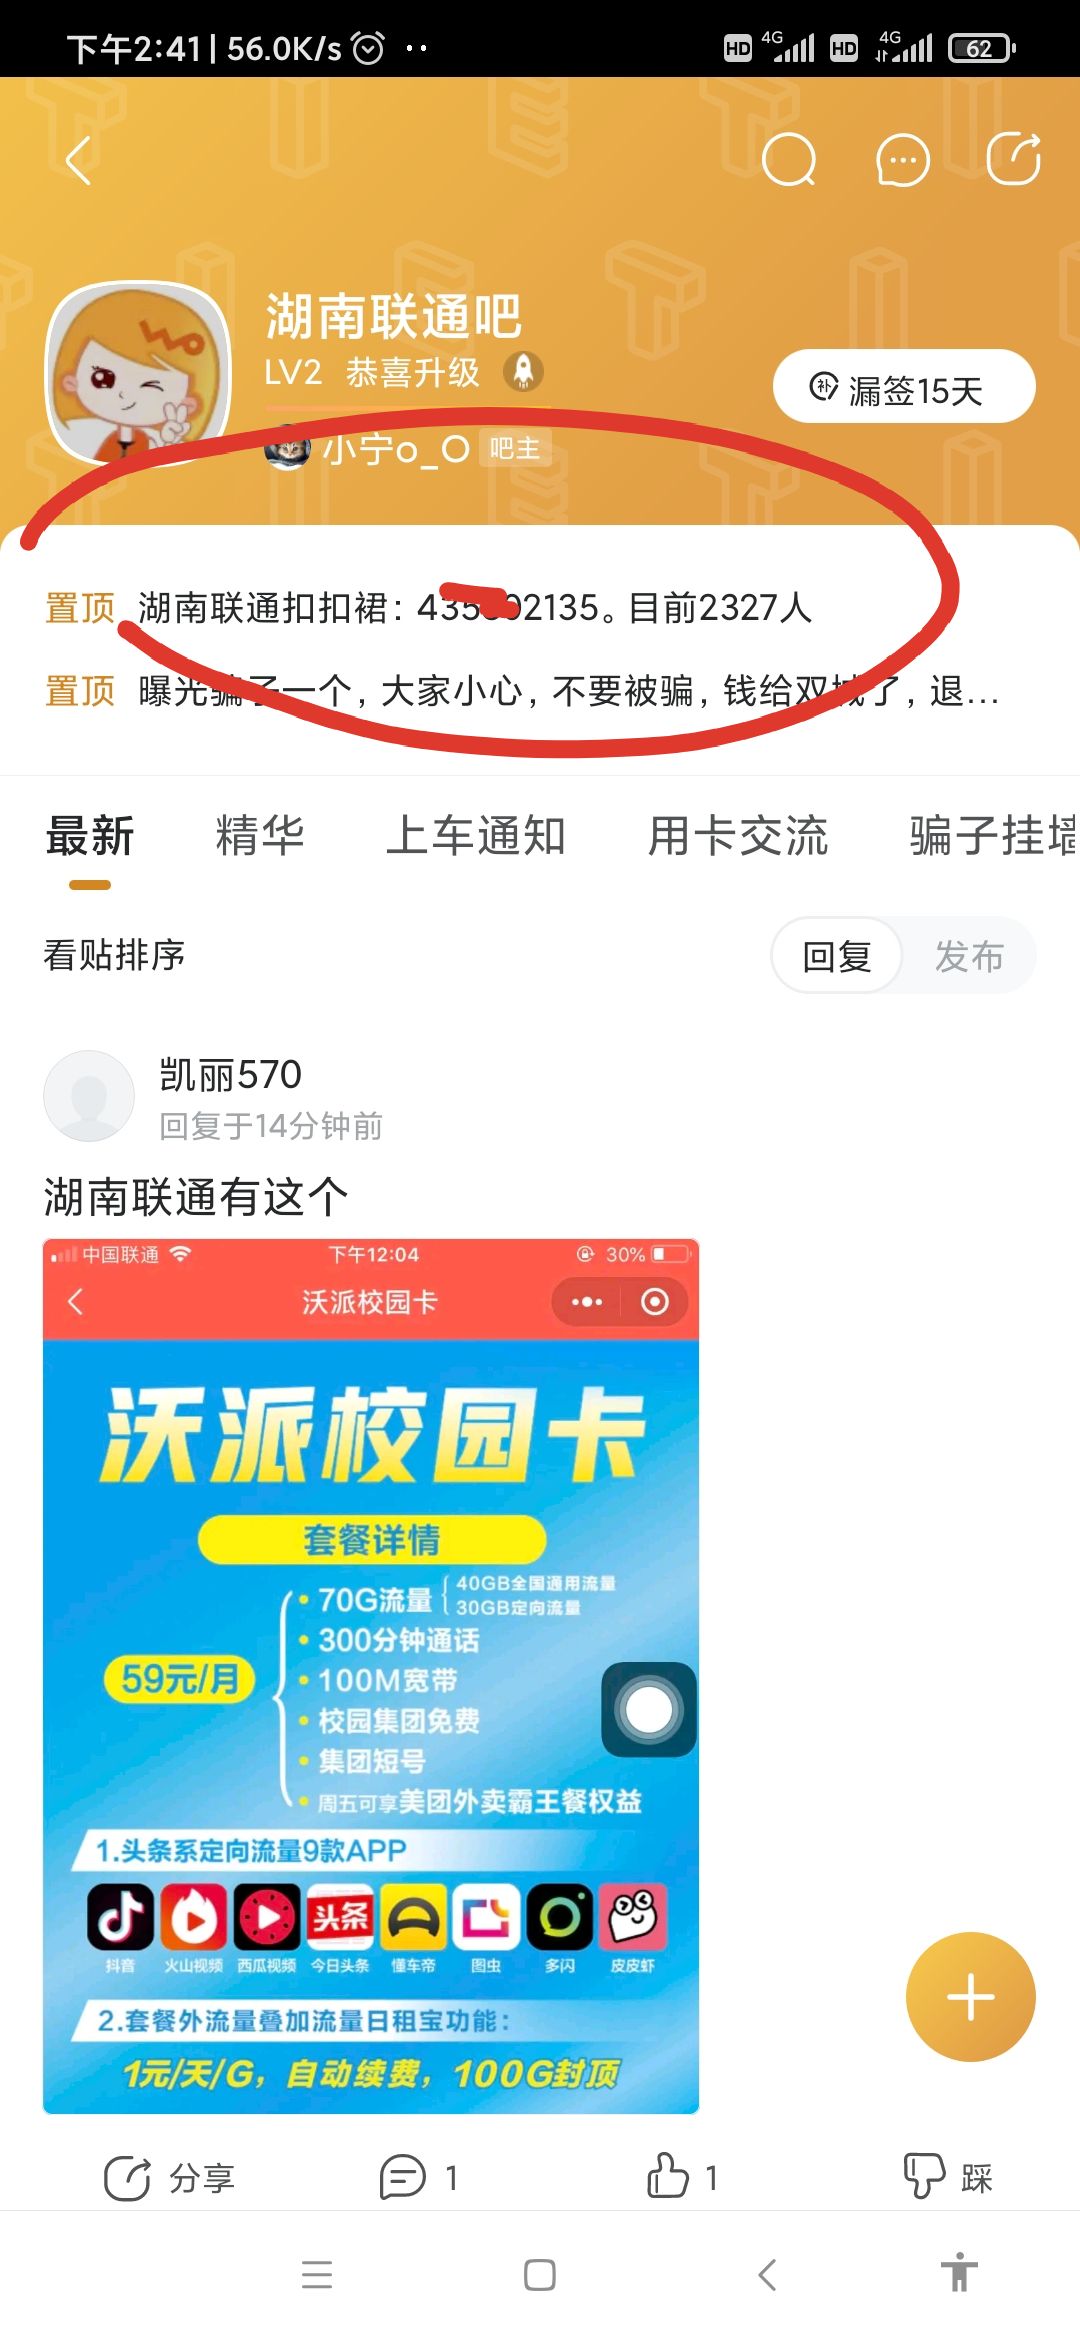 下午2:41 | 56.0K/s
HD 4G HD 4G 62
湖南联通吧
LV2 恭喜升级
补 漏签15天
小宁o_O 吧主
置顶 湖南联通扣扣裙：435 02135。目前2327人
置顶 曝光骗子一个，大家小心，不要被骗，钱给双城了，退...
最新 精华 上车通知 用卡交流 骗子挂墙
看贴排序 回复 发布
凯丽570
回复于14分钟前
湖南联通有这个
中国联通 下午12:04 30%
沃派校园卡
沃派校园卡
套餐详情
59元/月
70G流量 40GB全国通用流量
30GB定向流量
300分钟通话
100M宽带
校园集团免费
集团短号
周五可享美团外卖霸王餐权益
1.头条系定向流量9款APP
头条
抖音 火山视频 西瓜视频 今日头条 懂车帝 图虫 多闪 皮皮虾
2.套餐外流量叠加流量日租宝功能：
1元/天/G，自动续费，100G封顶
分享 1 1 踩